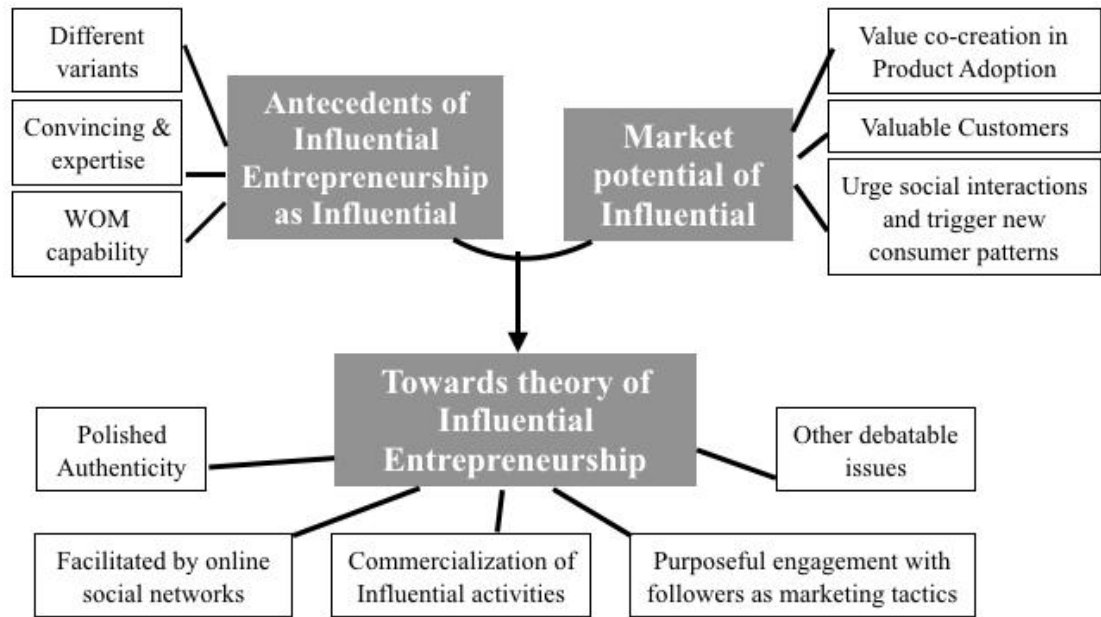 Different
variants
Convincing &
expertise
WOM
capability
Antecedents of
Influential
Entrepreneurship
as Influential
Market
potential of
Influential
Value co-creation in
Product Adoption
Valuable Customers
Urge social interactions
and trigger new
consumer patterns
Towards theory of
Influential
Entrepreneurship
Polished
Authenticity
Other debatable
issues
Facilitated by online
social networks
Commercialization of
Influential activities
Purposeful engagement with
followers as marketing tactics